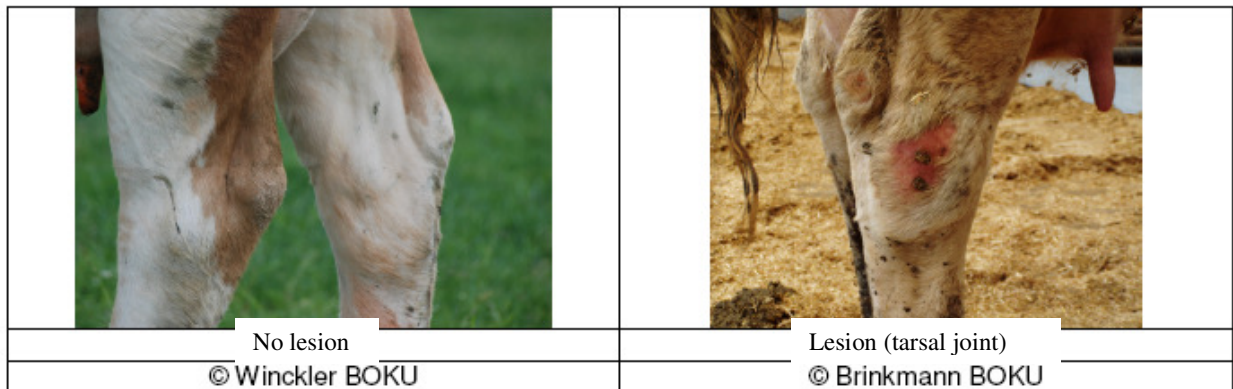 No lesion
Lesion (tarsal joint)
© Winckler BOKU
© Brinkmann BOKU